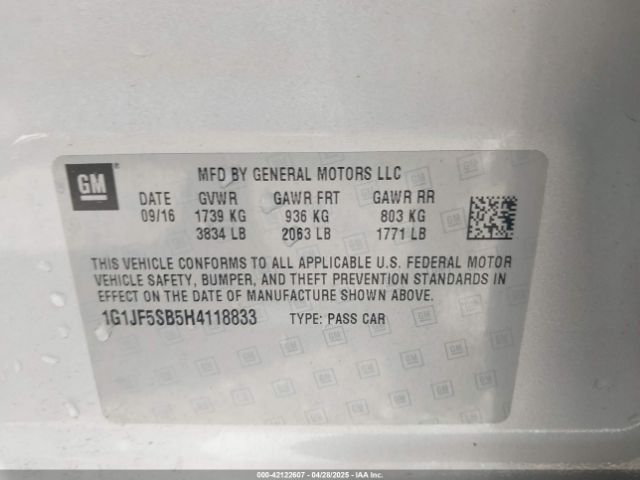 GM
MFD BY GENERAL MOTORS LLC
DATE GVWR GAWR FRT GAWR RR
09/16 1739 KG 936 KG 803 KG
3834 LB 2063 LB 1771 LB
THIS VEHICLE CONFORMS TO ALL APPLICABLE U.S. FEDERAL MOTOR
VEHICLE SAFETY, BUMPER, AND THEFT PREVENTION STANDARDS IN
EFFECT ON THE DATE OF MANUFACTURE SHOWN ABOVE.
1G1JF5SB5H4118833 TYPE: PASS CAR
000-42122607 - 04/28/2025 - IAA Inc.